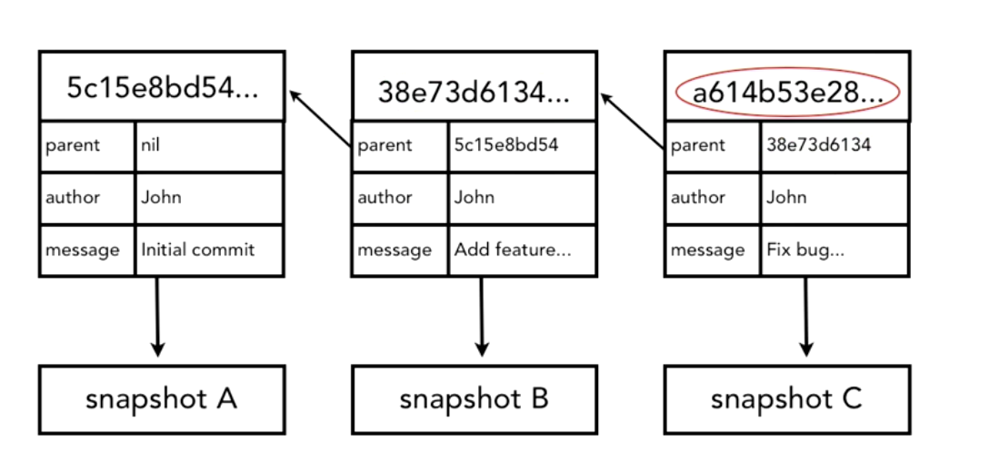 5c15e8bd54...
parent nil
author John
message Initial commit
snapshot A
38e73d6134...
parent 5c15e8bd54
author John
message Add feature...
snapshot B
a614b53e28...
parent 38e73d6134
author John
message Fix bug...
snapshot C